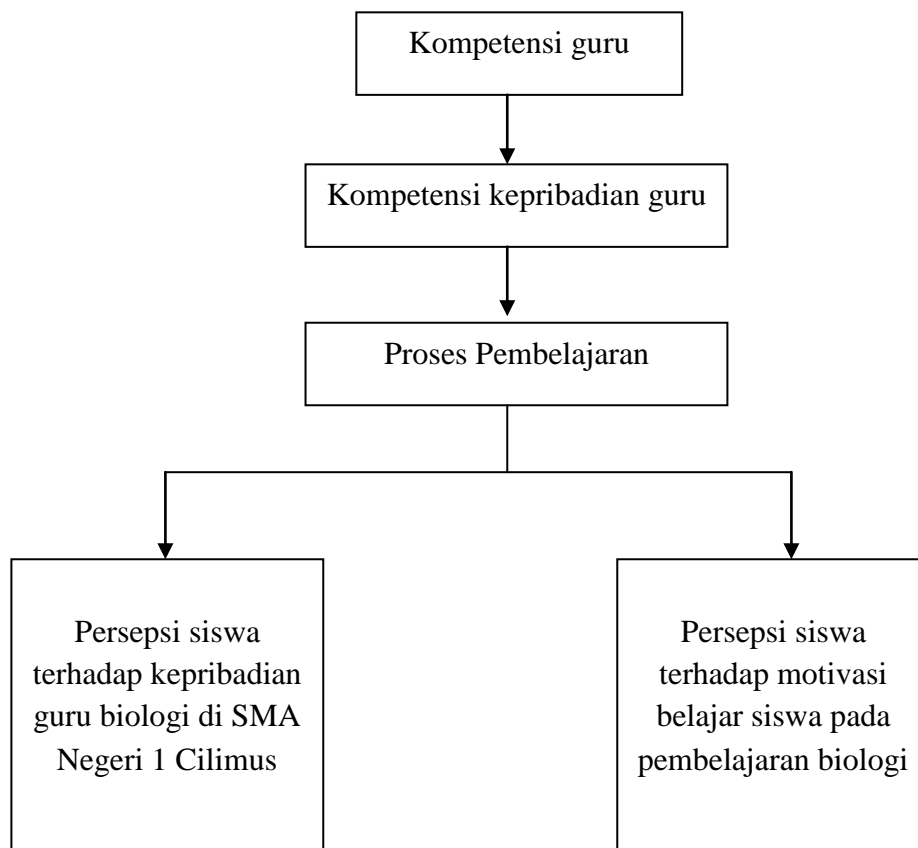 Kompetensi guru
Kompetensi kepribadian guru
Proses Pembelajaran
Persepsi siswa
terhadap kepribadian
guru biologi di SMA
Negeri 1 Cilimus
Persepsi siswa
terhadap motivasi
belajar siswa pada
pembelajaran biologi